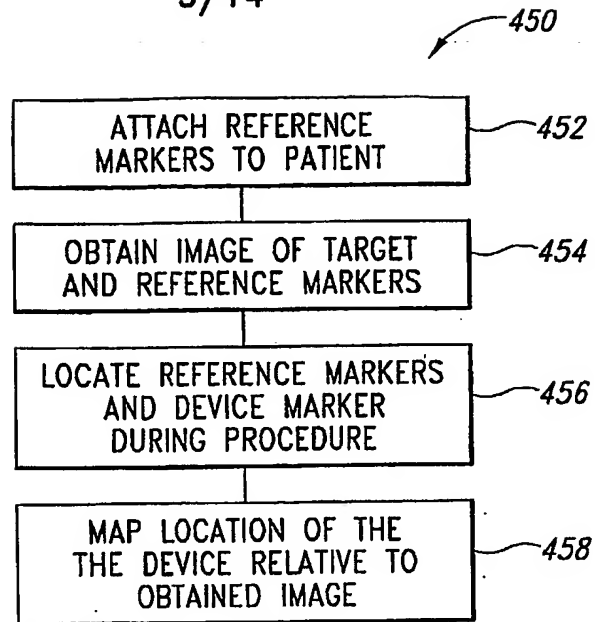 450
ATTACH REFERENCE
MARKERS TO PATIENT
452
OBTAIN IMAGE OF TARGET
AND REFERENCE MARKERS
454
LOCATE REFERENCE MARKERS
AND DEVICE MARKER
DURING PROCEDURE
456
MAP LOCATION OF THE
THE DEVICE RELATIVE TO
OBTAINED IMAGE
458